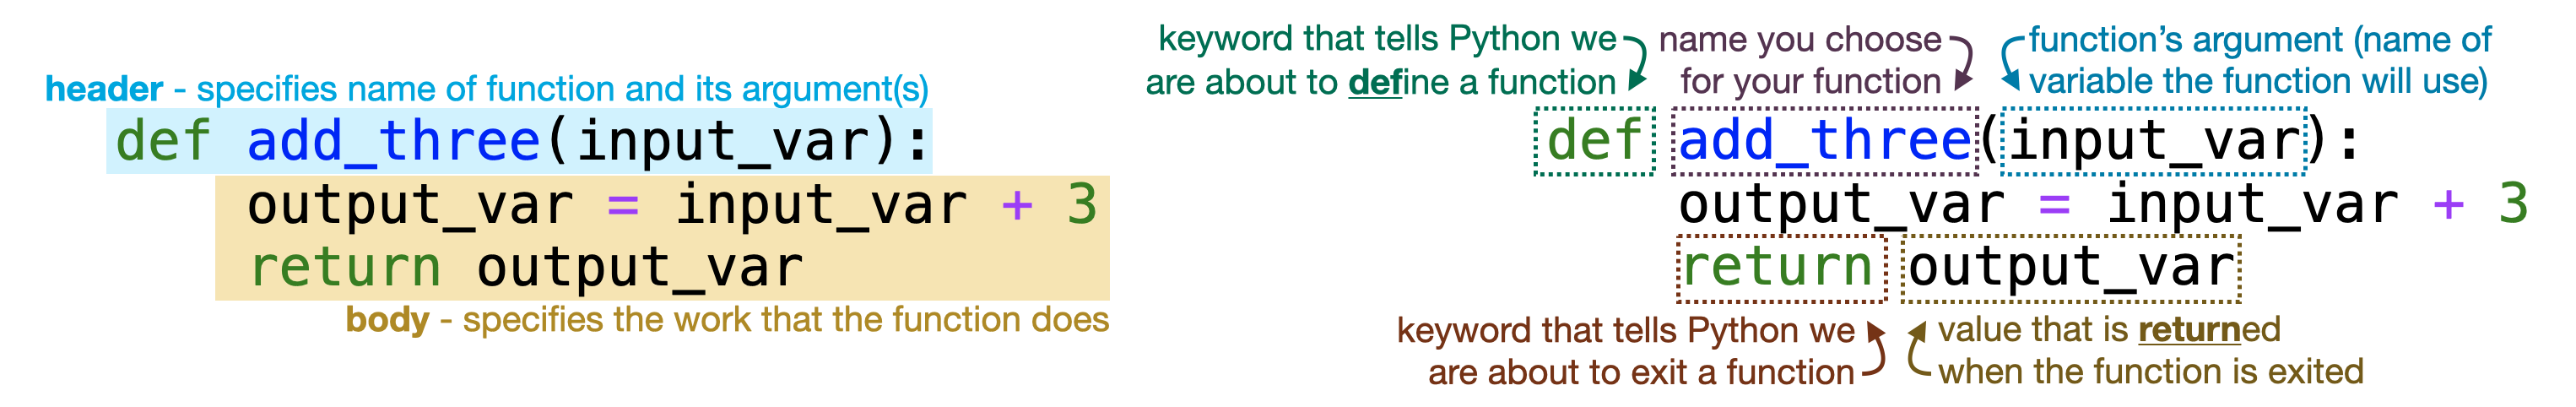 header - specifies name of function and its argument(s)
def add_three(input_var):
output_var = input_var + 3
return output_var
body - specifies the work that the function does
keyword that tells Python we
are about to define a function
name you choose
for your function
function’s argument (name of
variable the function will use)
def add_three(input_var):
output_var = input_var + 3
return output_var
keyword that tells Python we
are about to exit a function
value that is returned
when the function is exited